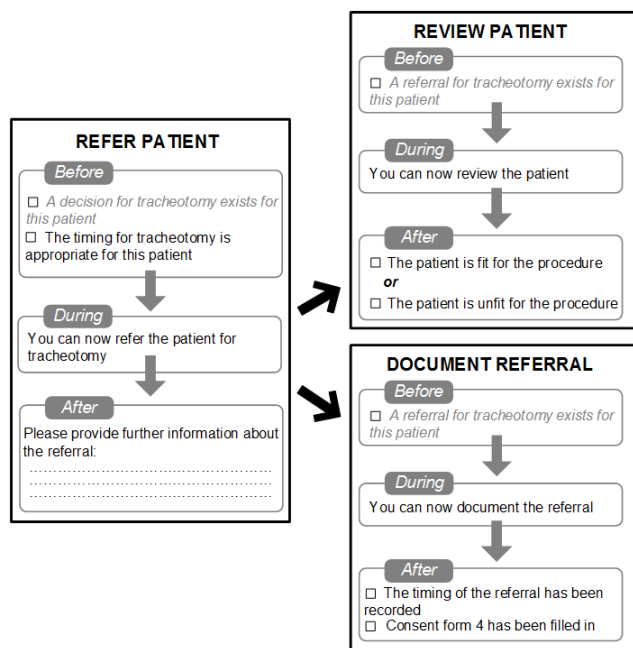 REFER PATIENT
Before
☐ A decision for tracheotomy exists for
this patient
☐ The timing for tracheotomy is
appropriate for this patient
During
You can now refer the patient for
tracheotomy
After
Please provide further information about
the referral:
................................................
................................................
................................................
REVIEW PATIENT
Before
☐ A referral for tracheotomy exists for
this patient
During
You can now review the patient
After
☐ The patient is fit for the procedure
or
☐ The patient is unfit for the procedure
DOCUMENT REFERRAL
Before
☐ A referral for tracheotomy exists for
this patient
During
You can now document the referral
After
☐ The timing of the referral has been
recorded
☐ Consent form 4 has been filled in